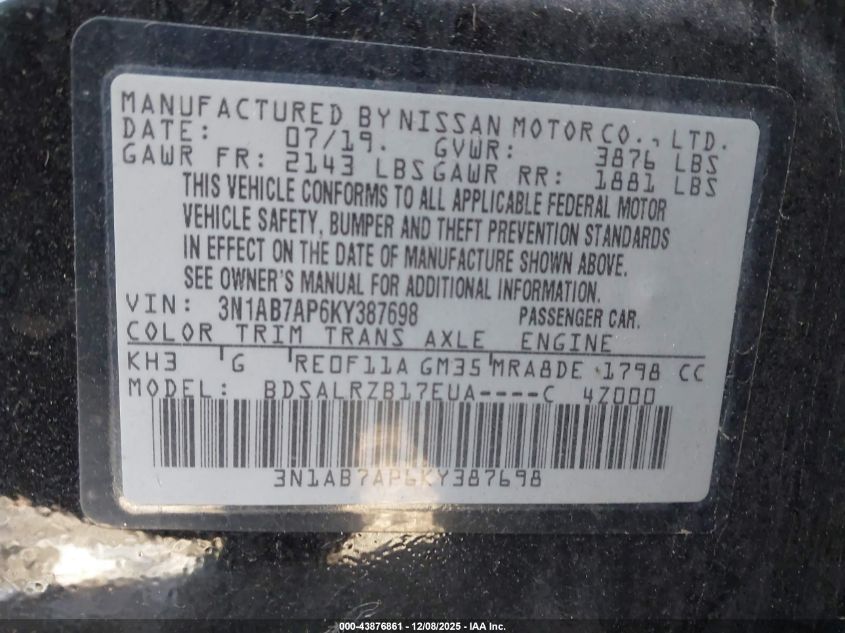 MANUFACTURED BY NISSAN MOTOR CO., LTD.
DATE: 07/19. GVWR: 3876 LBS
GAWR FR: 2143 LBS GAWR RR: 1881 LBS
THIS VEHICLE CONFORMS TO ALL APPLICABLE FEDERAL MOTOR
VEHICLE SAFETY, BUMPER AND THEFT PREVENTION STANDARDS
IN EFFECT ON THE DATE OF MANUFACTURE SHOWN ABOVE.
SEE OWNER'S MANUAL FOR ADDITIONAL INFORMATION.
VIN: 3N1AB7AP6KY387698 PASSENGER CAR.
COLOR TRIM TRANS AXLE ENGINE
KH3 G RE0F11A GM35 MRA8DE 1798 CC
MODEL: BDSALRZB17EUA----C 4Z000
3N1AB7AP6KY387698
000-43876861 - 12/08/2025 - IAA Inc.